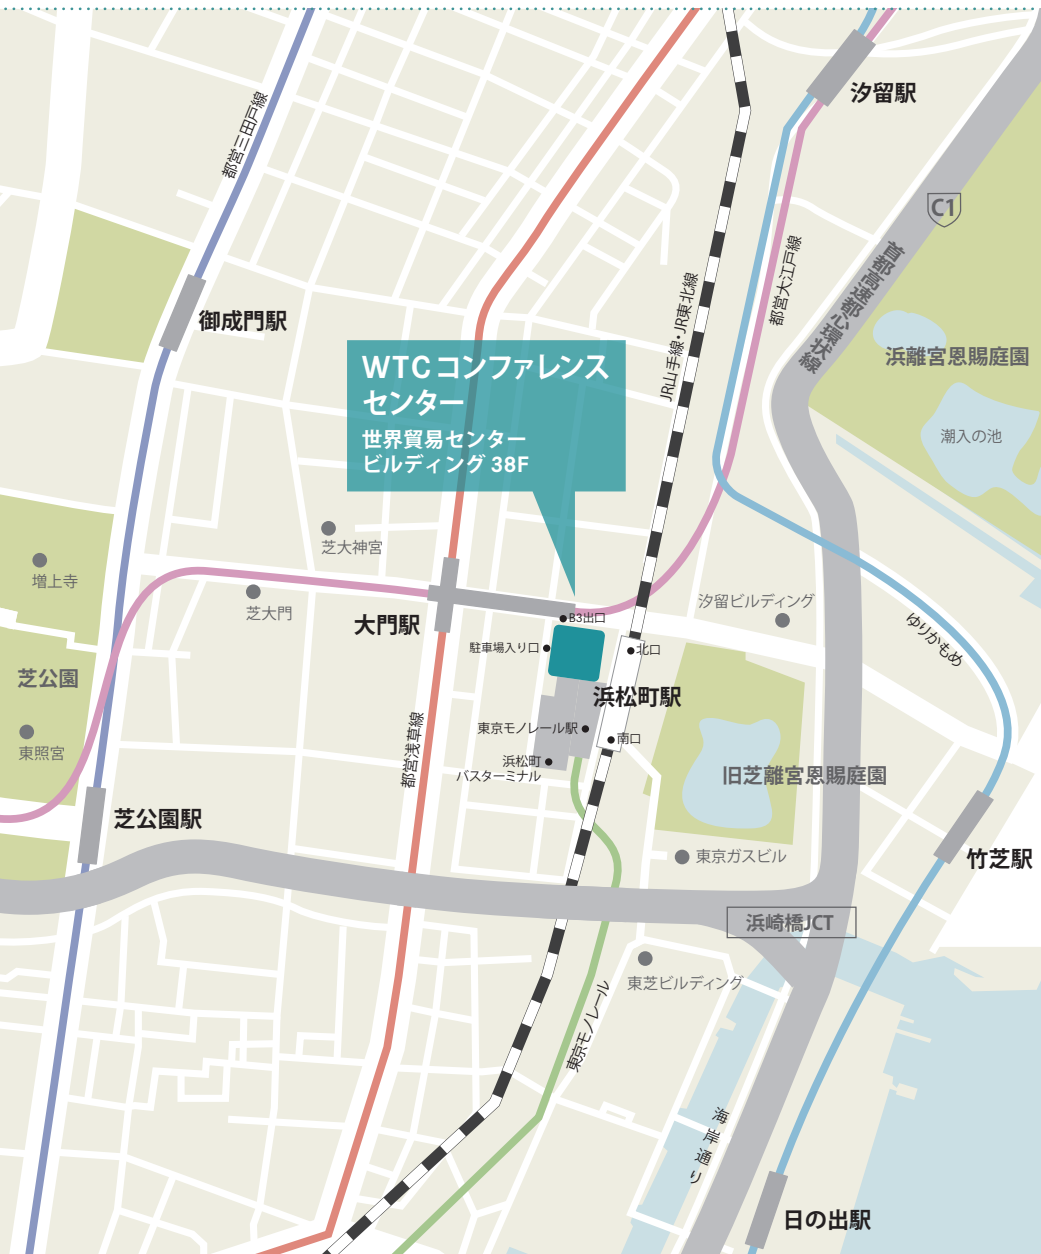 汐留駅
都営三田戸線
C1
首都高速都心環状線
都営大江戸線
JR山手線・JR東北線
御成門駅
浜離宮恩賜庭園
潮入の池
WTCコンファレンス
センター
世界貿易センター
ビルディング 38F
芝大神宮
増上寺
芝大門
大門駅
B3出口
汐留ビルディング
ゆりかもめ
駐車場入り口
北口
芝公園
浜松町駅
東京モノレール駅
南口
東照宮
都営浅草線
浜松町
バスターミナル
旧芝離宮恩賜庭園
芝公園駅
東京ガスビル
竹芝駅
浜崎橋JCT
東芝ビルディング
東京モノレール
海岸通り
日の出駅